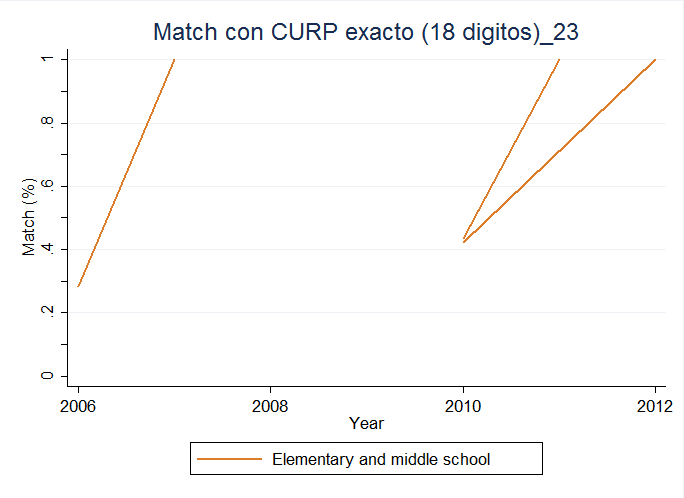 Match con CURP exacto (18 digitos)_23
Match (%)
1
.8
.6
.4
.2
0
2006 2008 2010 2012
Year
Elementary and middle school